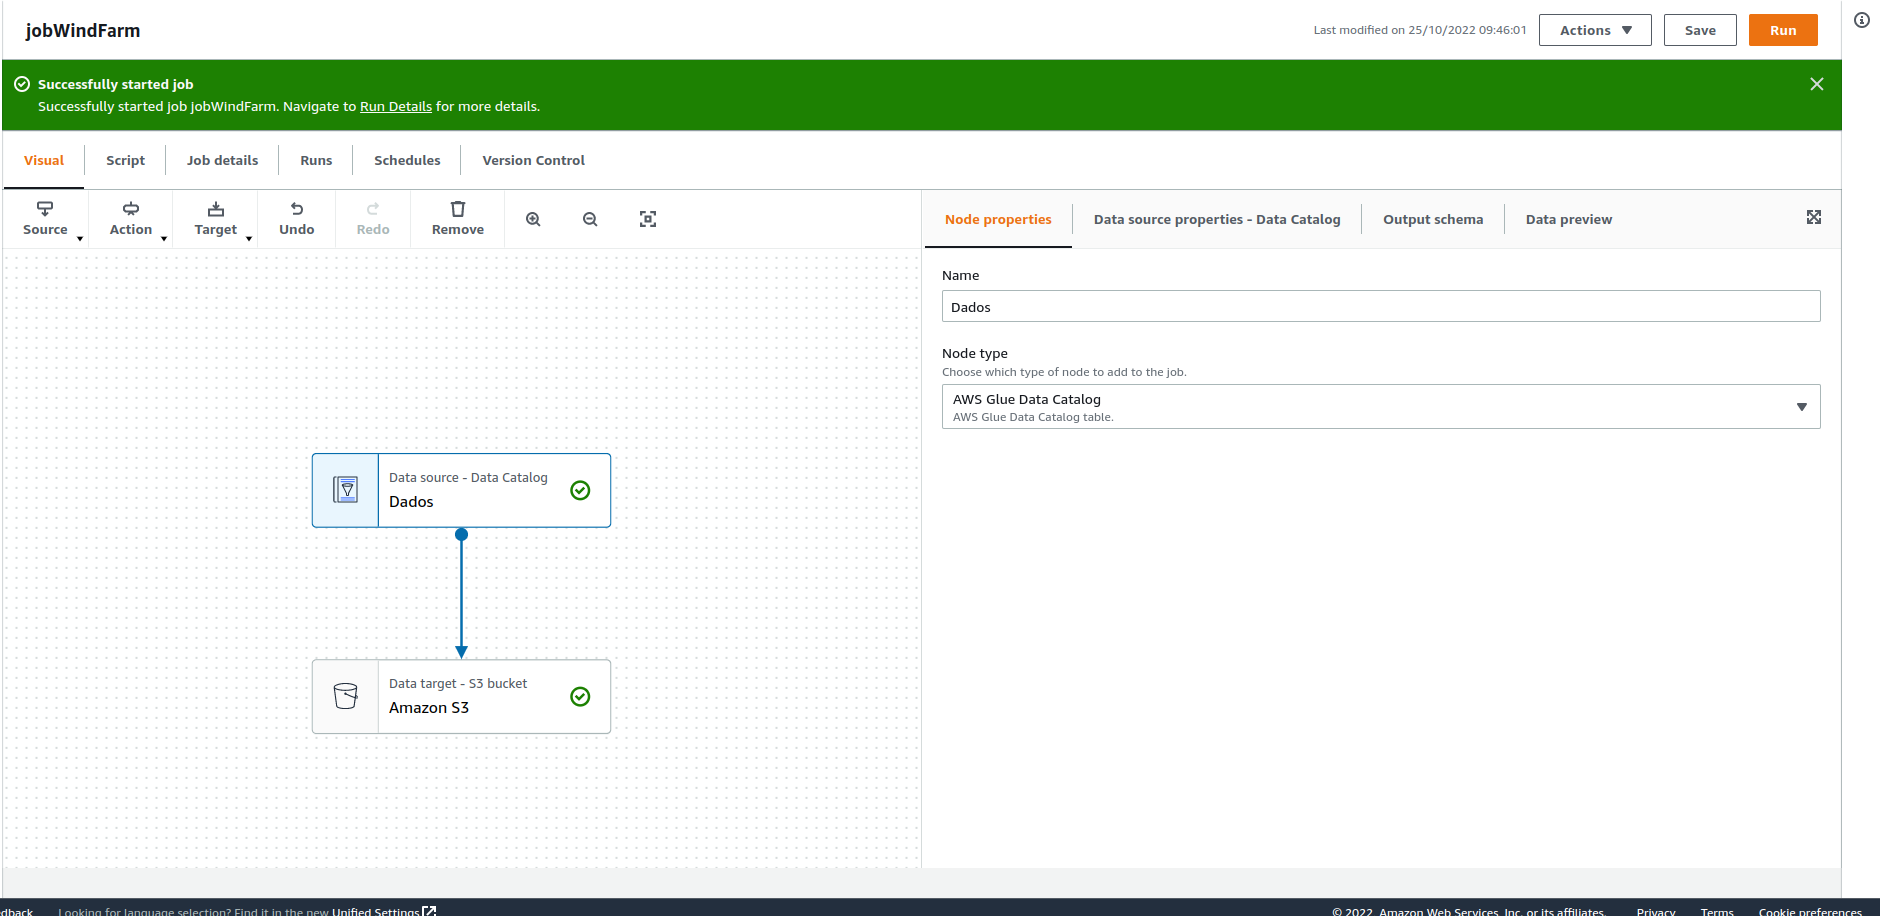 jobWindFarm
Last modified on 25/10/2022 09:46:01
Actions
Save
Run
Successfully started job
Successfully started job jobWindFarm. Navigate to Run Details for more details.
Visual
Script
Job details
Runs
Schedules
Version Control
Source
Action
Target
Undo
Redo
Remove
Node properties
Data source properties - Data Catalog
Output schema
Data preview
Name
Dados
Node type
Choose which type of node to add to the job.
AWS Glue Data Catalog
AWS Glue Data Catalog table.
Data source - Data Catalog
Dados
Data target - S3 bucket
Amazon S3
dback
Looking for language selection? Find it in the new Unified Settings
© 2022, Amazon Web Services, Inc. or its affiliates.
Privacy
Terms
Cookie preferences